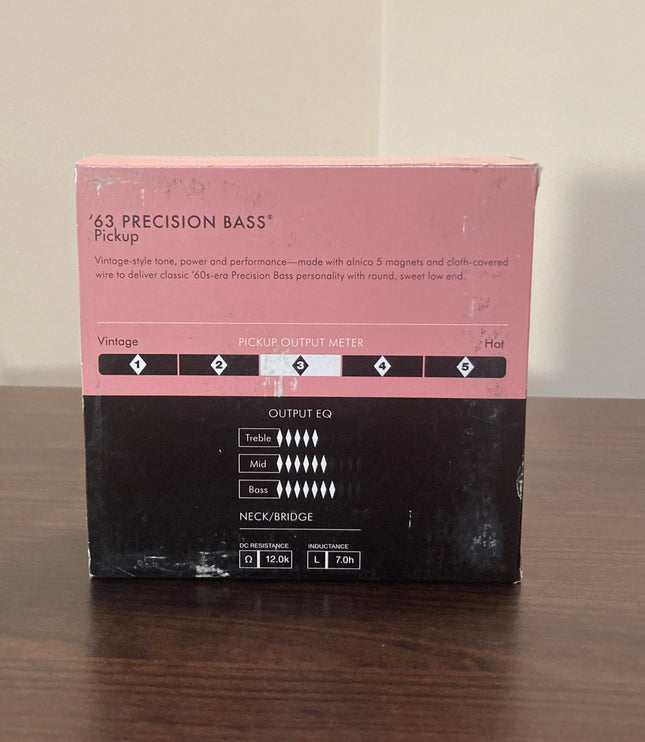 ‘63 PRECISION BASS®
Pickup
Vintage-style tone, power and performance—made with alnico 5 magnets and cloth-covered
wire to deliver classic ‘60s-era Precision Bass personality with round, sweet low end.
Vintage PICKUP OUTPUT METER Hot
1 2 3 4 5
OUTPUT EQ
Treble
Mid
Bass
NECK/BRIDGE
DC RESISTANCE INDUCTANCE
Ω 12.0k L 7.0h